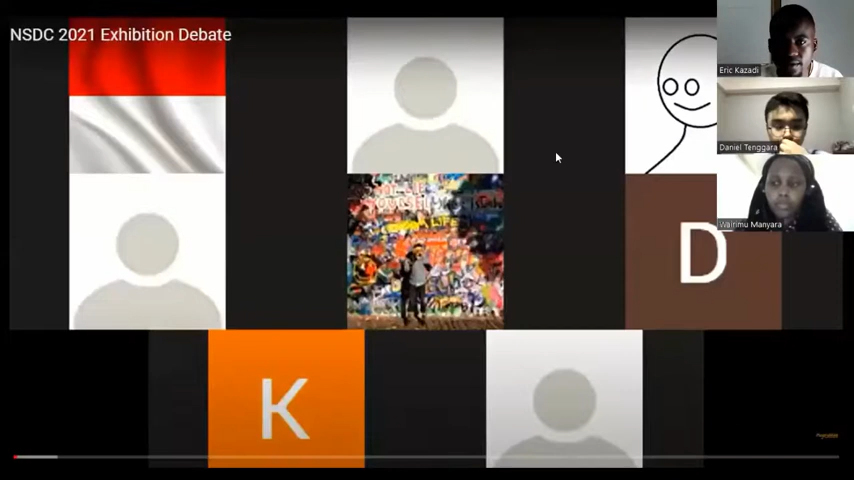 NSDC 2021 Exhibition Debate
Eric Kazadi
Daniel Tenggara
Wairimu Manyara
D
K